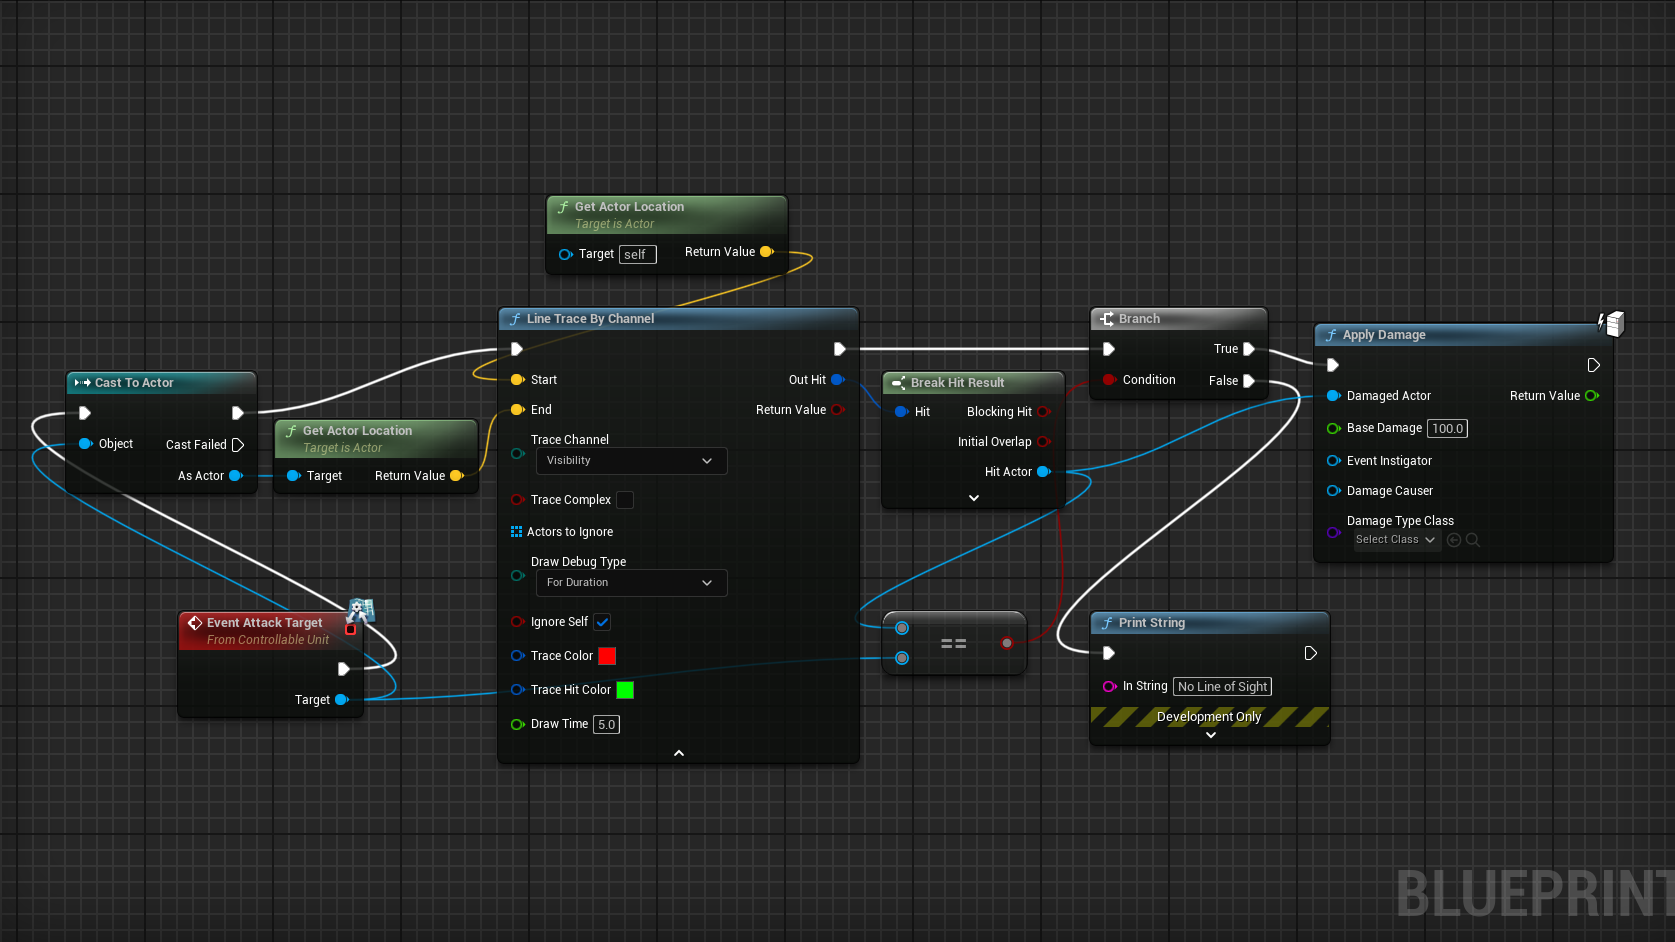 Get Actor Location
Target is Actor
Target self Return Value
Line Trace By Channel
Start Out Hit
End Return Value
Trace Channel
Visibility
Trace Complex
Actors to Ignore
Draw Debug Type
For Duration
Ignore Self
Trace Color
Trace Hit Color
Draw Time 5.0
Cast To Actor
Object Cast Failed
As Actor
Get Actor Location
Target is Actor
Target Return Value
Event Attack Target
From Controllable Unit
Target
Break Hit Result
Hit Blocking Hit
Initial Overlap
Hit Actor
==
Branch
True
Condition False
Apply Damage
Damaged Actor Return Value
Base Damage 100.0
Event Instigator
Damage Causer
Damage Type Class
Select Class
Print String
In String No Line of Sight
Development Only
BLUEPRINT